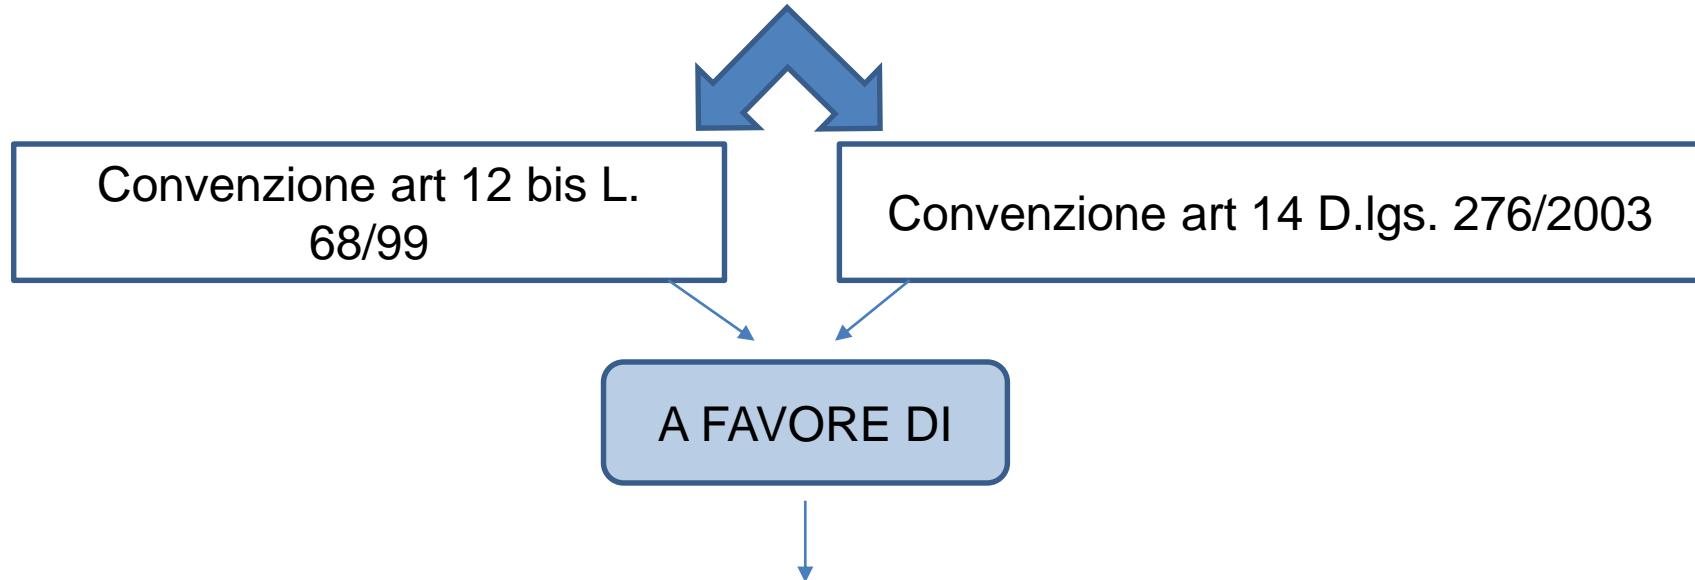 Convenzione art 12 bis L.
68/99
Convenzione art 14 D.lgs. 276/2003
A FAVORE DI